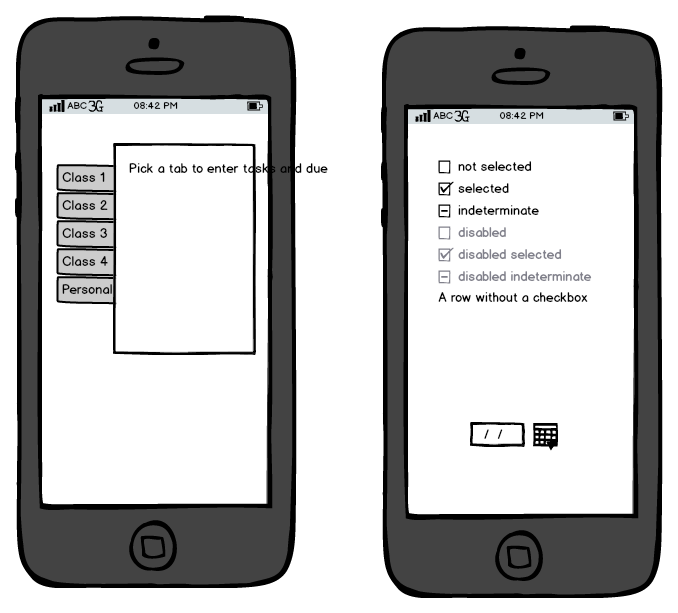 ABC 3G 08:42 PM
Pick a tab to enter tasks and due
Class 1
Class 2
Class 3
Class 4
Personal
ABC 3G 08:42 PM
not selected
selected
indeterminate
disabled
disabled selected
disabled indeterminate
A row without a checkbox
/ /